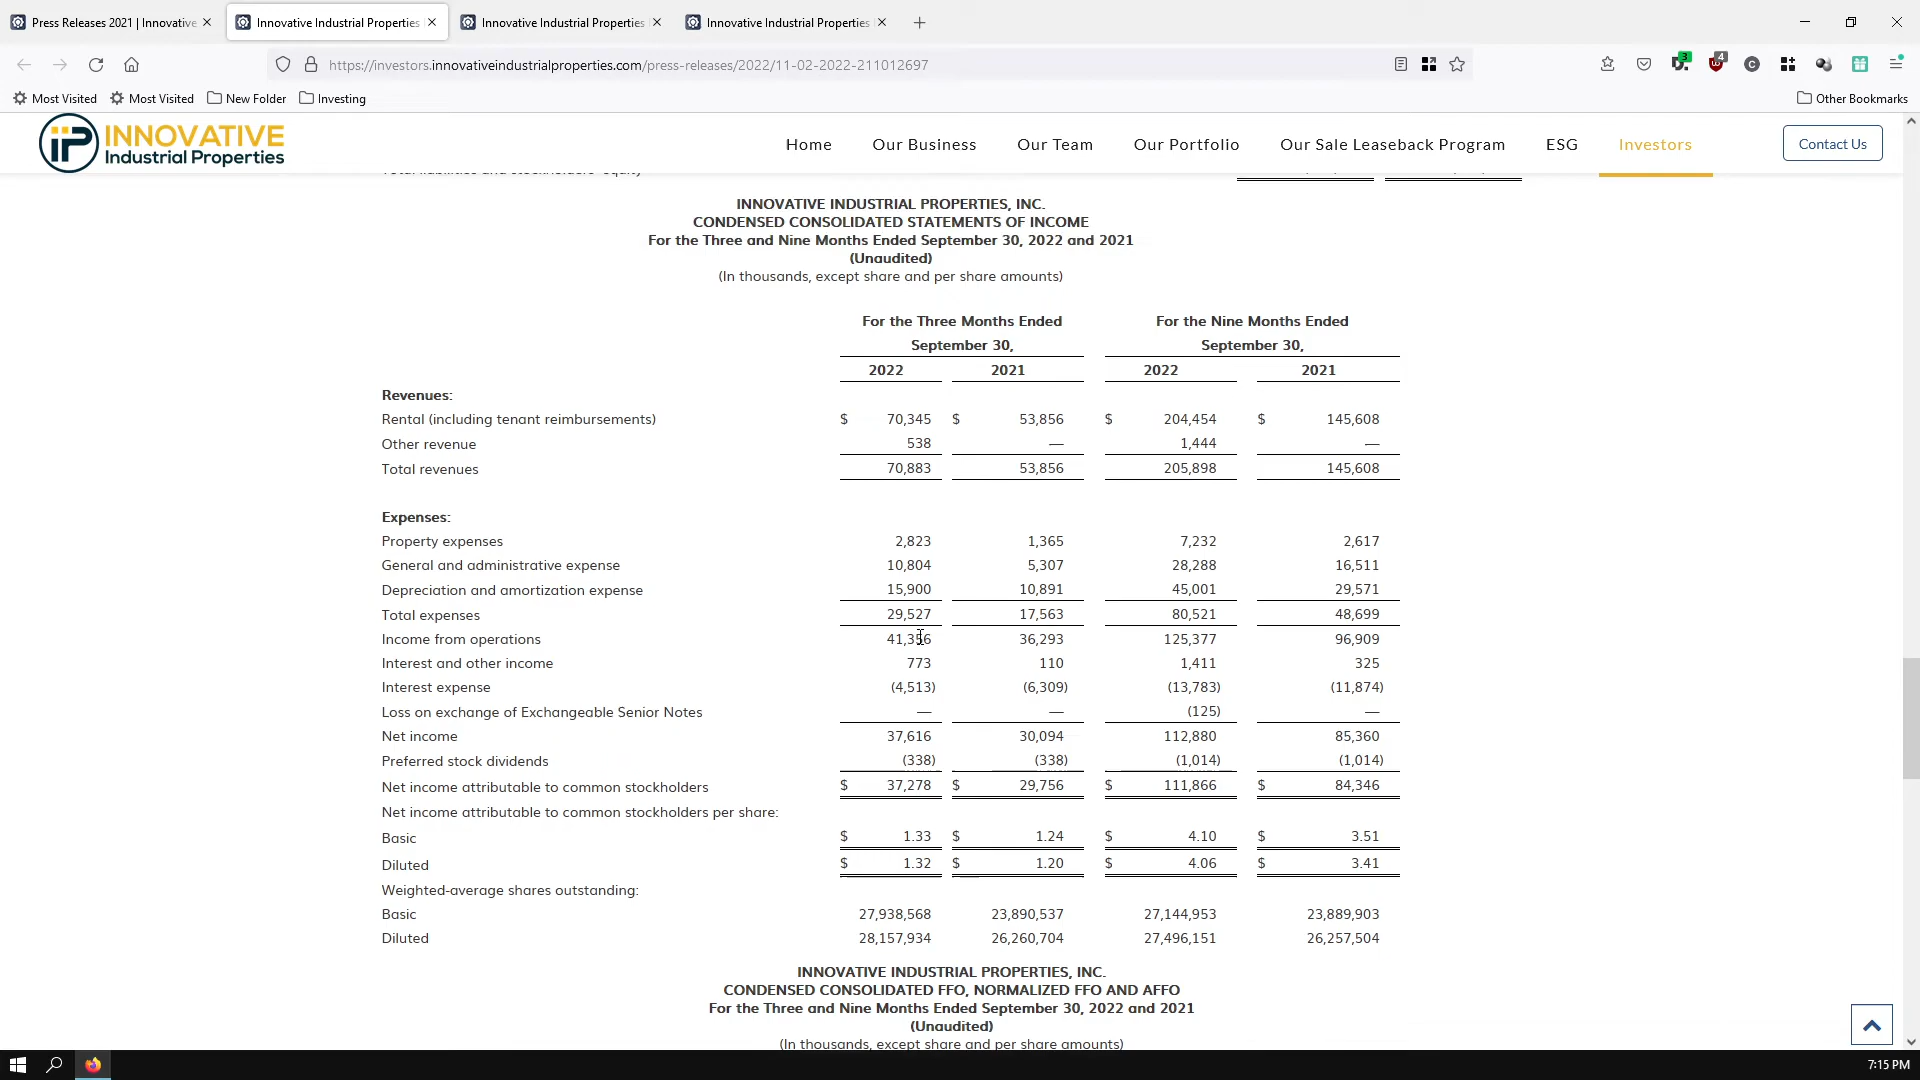 Press Releases 2021 | Innovative
Innovative Industrial Properties
Innovative Industrial Properties
Innovative Industrial Properties
https://investors.innovativeindustrialproperties.com/press-releases/2022/11-02-2022-211012697
3
4
Most Visited
Most Visited
New Folder
Investing
Other Bookmarks
IIP INNOVATIVE
Industrial Properties
Home
Our Business
Our Team
Our Portfolio
Our Sale Leaseback Program
ESG
Investors
Contact Us
INNOVATIVE INDUSTRIAL PROPERTIES, INC.
CONDENSED CONSOLIDATED STATEMENTS OF INCOME
For the Three and Nine Months Ended September 30, 2022 and 2021
(Unaudited)
(In thousands, except share and per share amounts)
For the Three Months Ended For the Nine Months Ended
September 30, September 30,
2022 2021 2022 2021
Revenues:
Rental (including tenant reimbursements) $ 70,345 $ 53,856 $ 204,454 $ 145,608
Other revenue 538 — 1,444 —
Total revenues 70,883 53,856 205,898 145,608
Expenses:
Property expenses 2,823 1,365 7,232 2,617
General and administrative expense 10,804 5,307 28,288 16,511
Depreciation and amortization expense 15,900 10,891 45,001 29,571
Total expenses 29,527 17,563 80,521 48,699
Income from operations 41,356 36,293 125,377 96,909
Interest and other income 773 110 1,411 325
Interest expense (4,513) (6,309) (13,783) (11,874)
Loss on exchange of Exchangeable Senior Notes — — (125) —
Net income 37,616 30,094 112,880 85,360
Preferred stock dividends (338) (338) (1,014) (1,014)
Net income attributable to common stockholders $ 37,278 $ 29,756 $ 111,866 $ 84,346
Net income attributable to common stockholders per share:
Basic $ 1.33 $ 1.24 $ 4.10 $ 3.51
Diluted $ 1.32 $ 1.20 $ 4.06 $ 3.41
Weighted-average shares outstanding:
Basic 27,938,568 23,890,537 27,144,953 23,889,903
Diluted 28,157,934 26,260,704 27,496,151 26,257,504
INNOVATIVE INDUSTRIAL PROPERTIES, INC.
CONDENSED CONSOLIDATED FFO, NORMALIZED FFO AND AFFO
For the Three and Nine Months Ended September 30, 2022 and 2021
(Unaudited)
(In thousands, except share and per share amounts)
7:15 PM